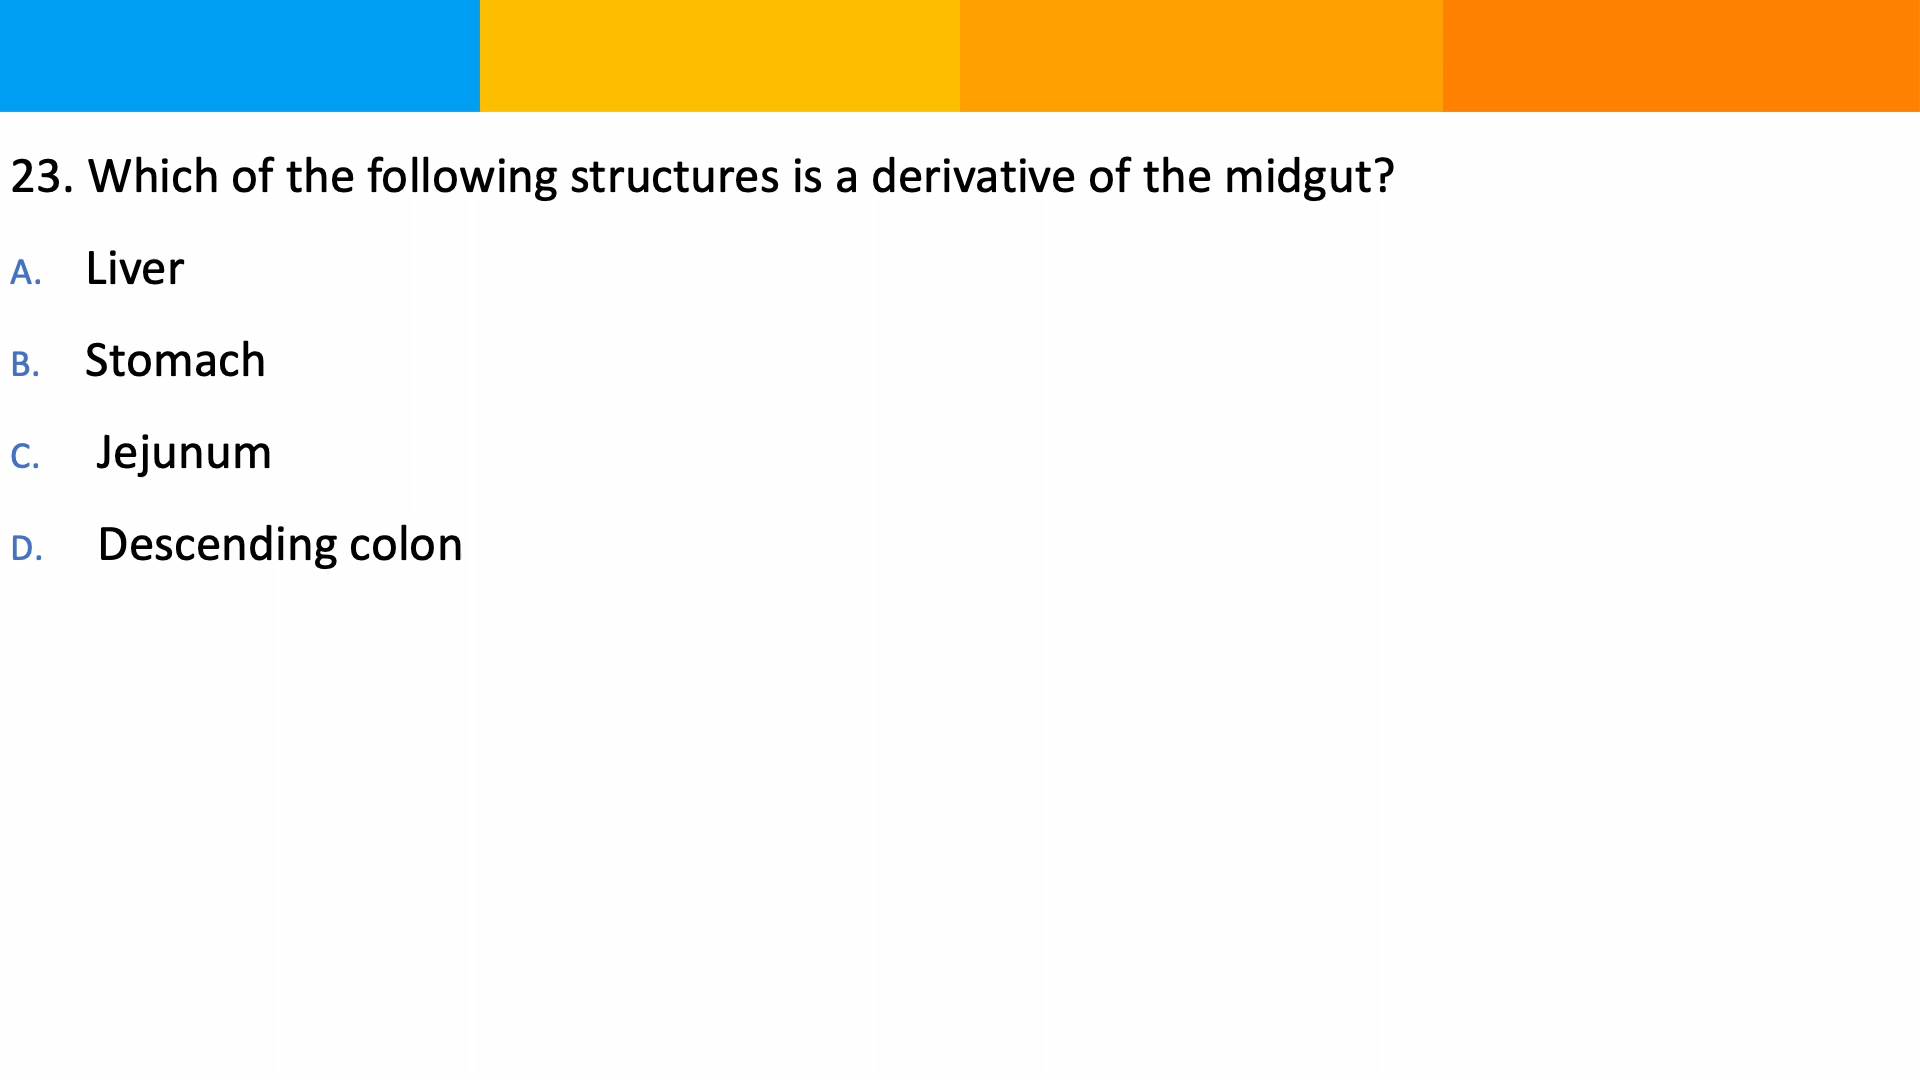 23. Which of the following structures is a derivative of the midgut?
A. Liver
B. Stomach
C. Jejunum
D. Descending colon